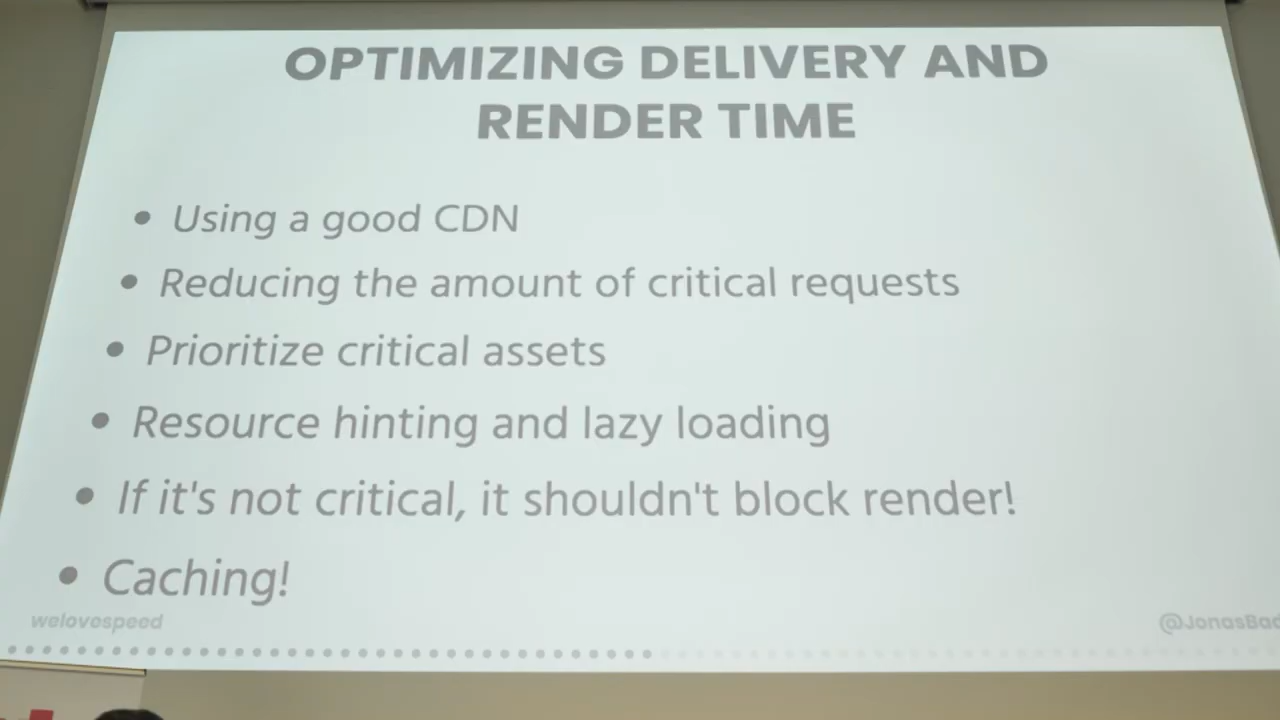 OPTIMIZING DELIVERY AND
RENDER TIME
• Using a good CDN
• Reducing the amount of critical requests
• Prioritize critical assets
• Resource hinting and lazy loading
• If it's not critical, it shouldn't block render!
• Caching!
welovespeed
@JonasBad